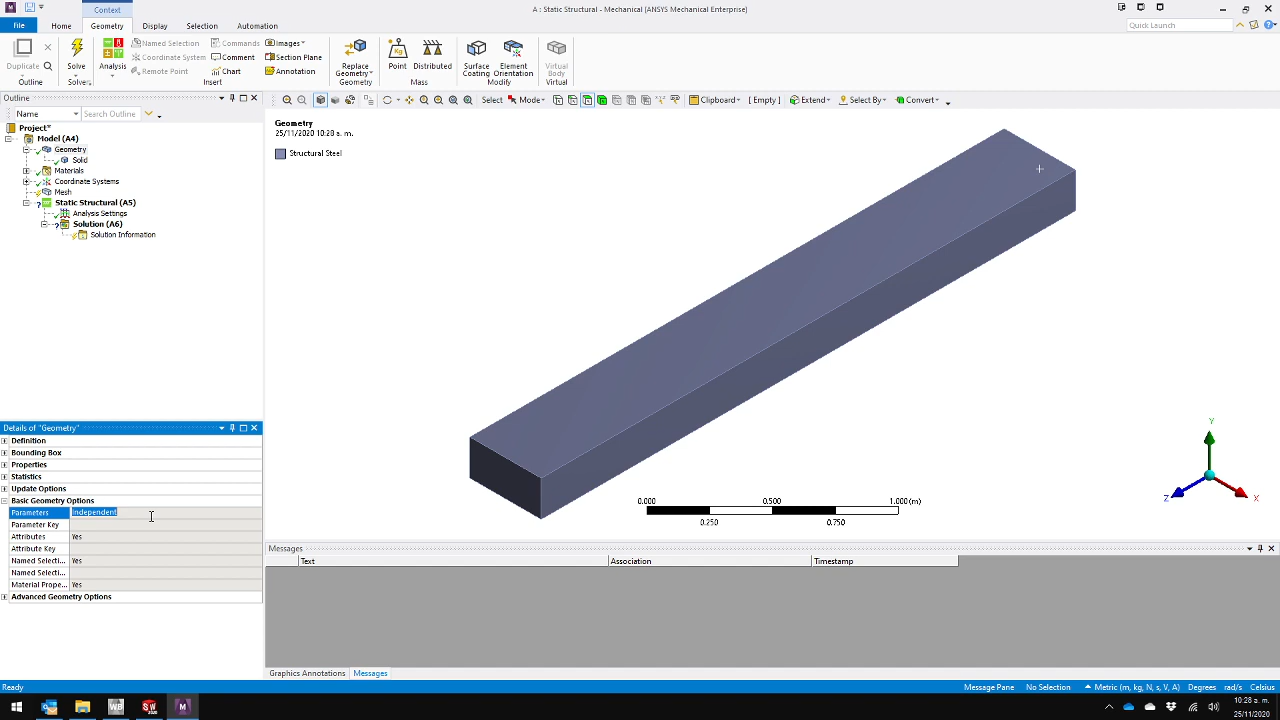 A : Static Structural - Mechanical [ANSYS Mechanical Enterprise]
Context
File Home Geometry Display Selection Automation
Quick Launch
Duplicate
Outline
Solve
Solver
Analysis
Named Selection
Coordinate System
Remote Point
Commands
Comment
Chart
Images
Section Plane
Annotation
Insert
Replace
Geometry
Geometry
Point
Distributed
Mass
Surface
Coating
Element
Orientation
Modify
Virtual
Body
Virtual
Outline
Select Mode Clipboard [ Empty ] Extend Select By Convert
Name Search Outline
Project*
Model (A4)
Geometry
Solid
Materials
Coordinate Systems
Mesh
Static Structural (A5)
Analysis Settings
Solution (A6)
Solution Information
Geometry
25/11/2020 10:28 a. m.
Structural Steel
Details of "Geometry"
Definition
Bounding Box
Properties
Statistics
Update Options
Basic Geometry Options
Parameters Independent
Parameter Key
Attributes Yes
Attribute Key
Named Selecti... Yes
Named Selecti...
Material Prope... Yes
Advanced Geometry Options
0.000 0.500 1.000 (m)
0.250 0.750
Y
Z X
Messages
Text Association Timestamp
Graphics Annotations Messages
Ready
Message Pane No Selection Metric (m, kg, N, s, V, A) Degrees rad/s Celsius
10:28 a. m.
25/11/2020